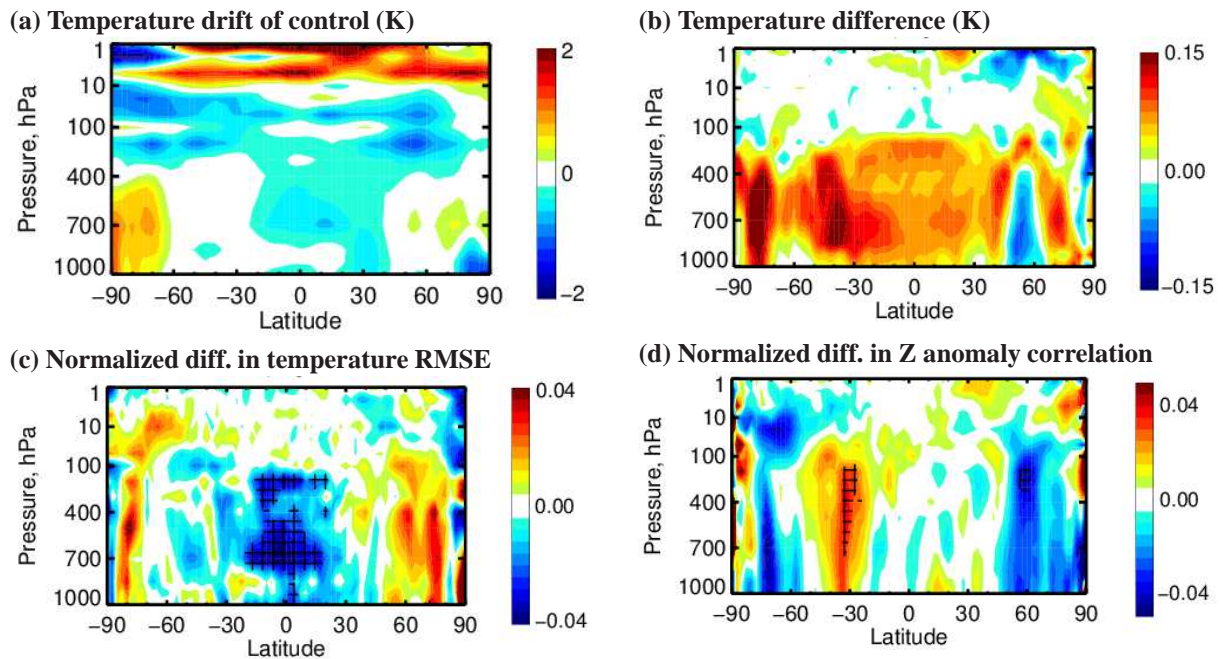 (a) Temperature drift of control (K)
1
10
100
400
700
1000
Pressure, hPa
−90 −60 −30 0 30 60 90
Latitude
2
0
−2
(b) Temperature difference (K)
1
10
100
400
700
1000
Pressure, hPa
−90 −60 −30 0 30 60 90
Latitude
0.15
0.00
−0.15
(c) Normalized diff. in temperature RMSE
1
10
100
400
700
1000
Pressure, hPa
−90 −60 −30 0 30 60 90
Latitude
0.04
0.00
−0.04
(d) Normalized diff. in Z anomaly correlation
1
10
100
400
700
1000
Pressure, hPa
−90 −60 −30 0 30 60 90
Latitude
0.04
0.00
−0.04